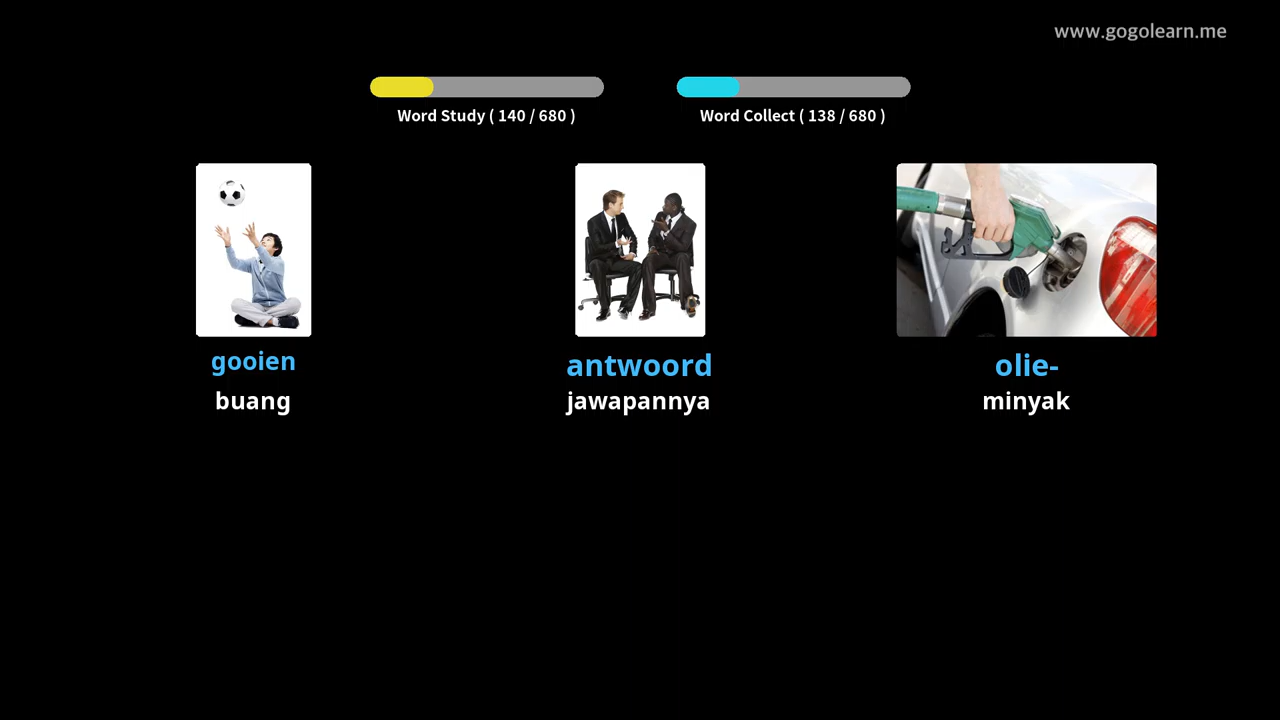 www.gogolearn.me
Word Study ( 140 / 680 )
Word Collect ( 138 / 680 )
gooien
antwoord
olie-
buang
jawapannya
minyak